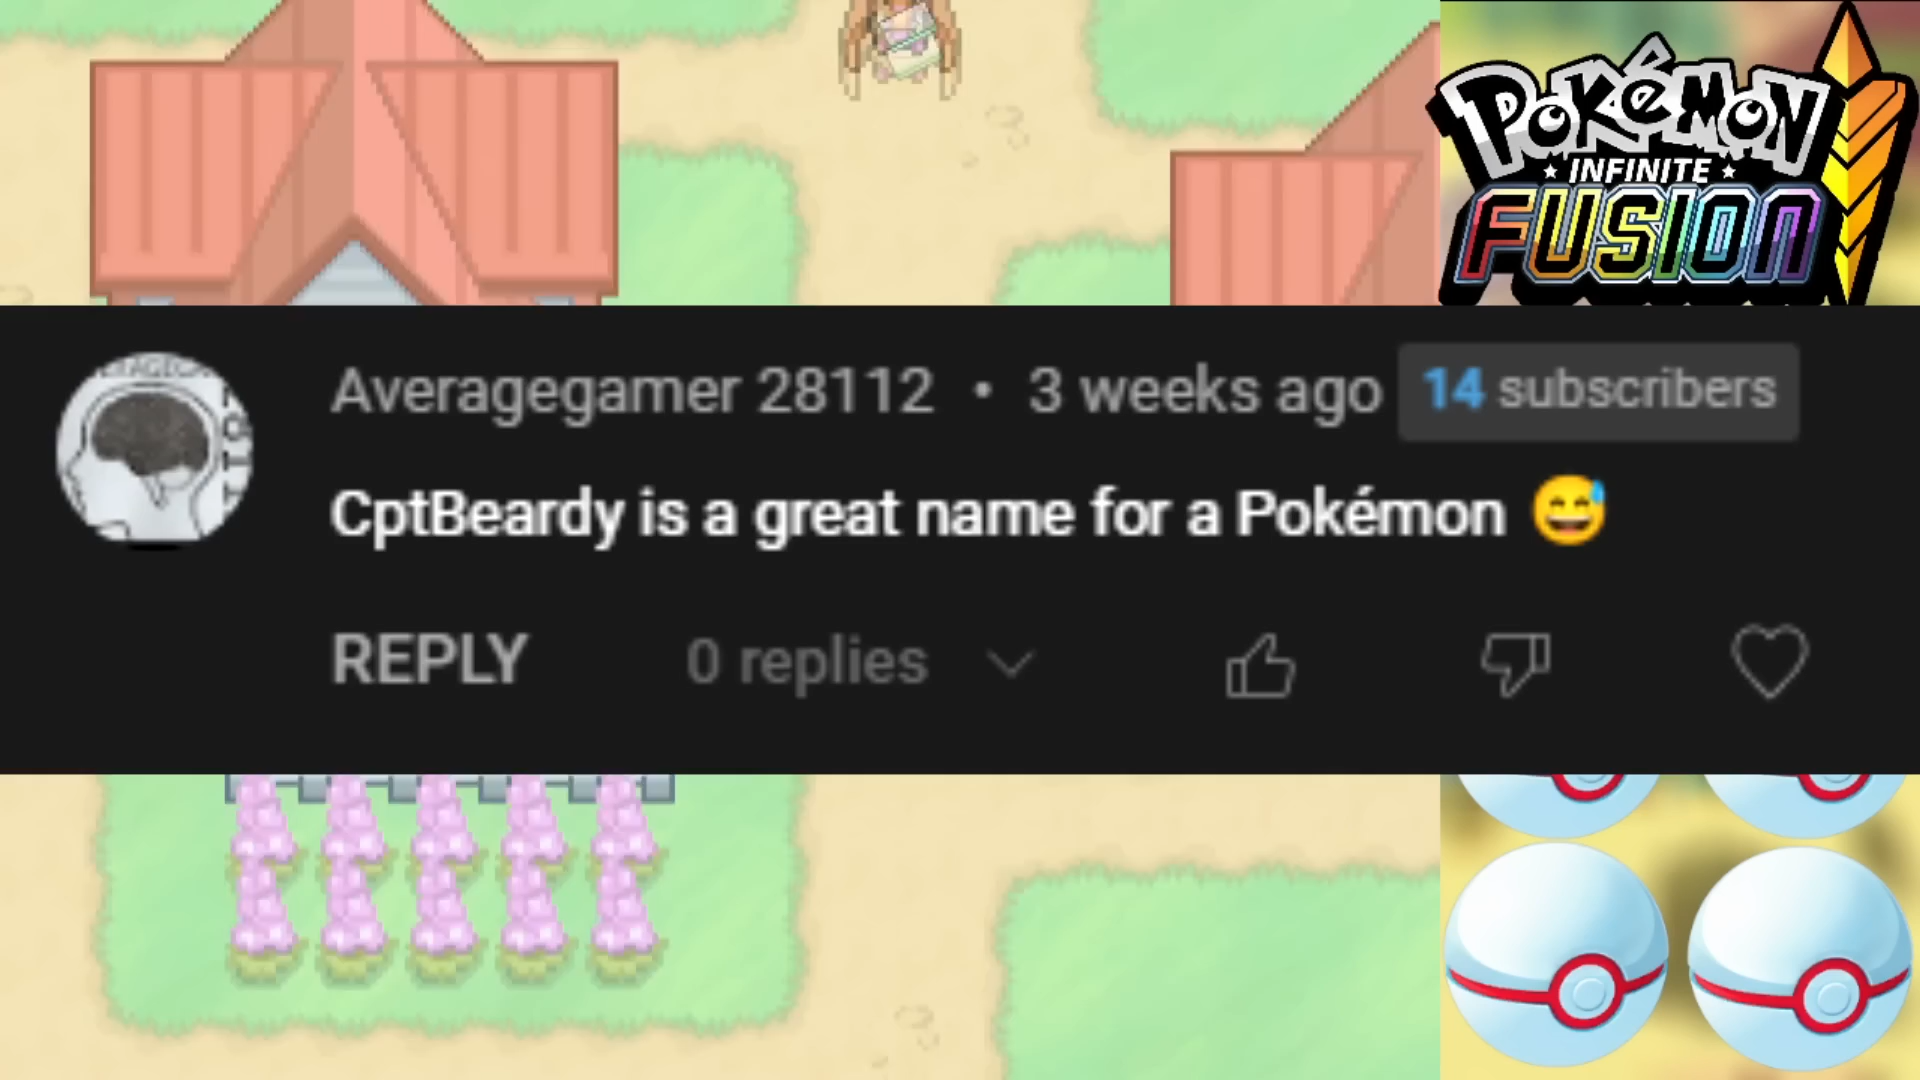 POKéMON
INFINITE
FUSION
Averagegamer 28112 • 3 weeks ago 14 subscribers
CptBeardy is a great name for a Pokémon 😅
REPLY 0 replies